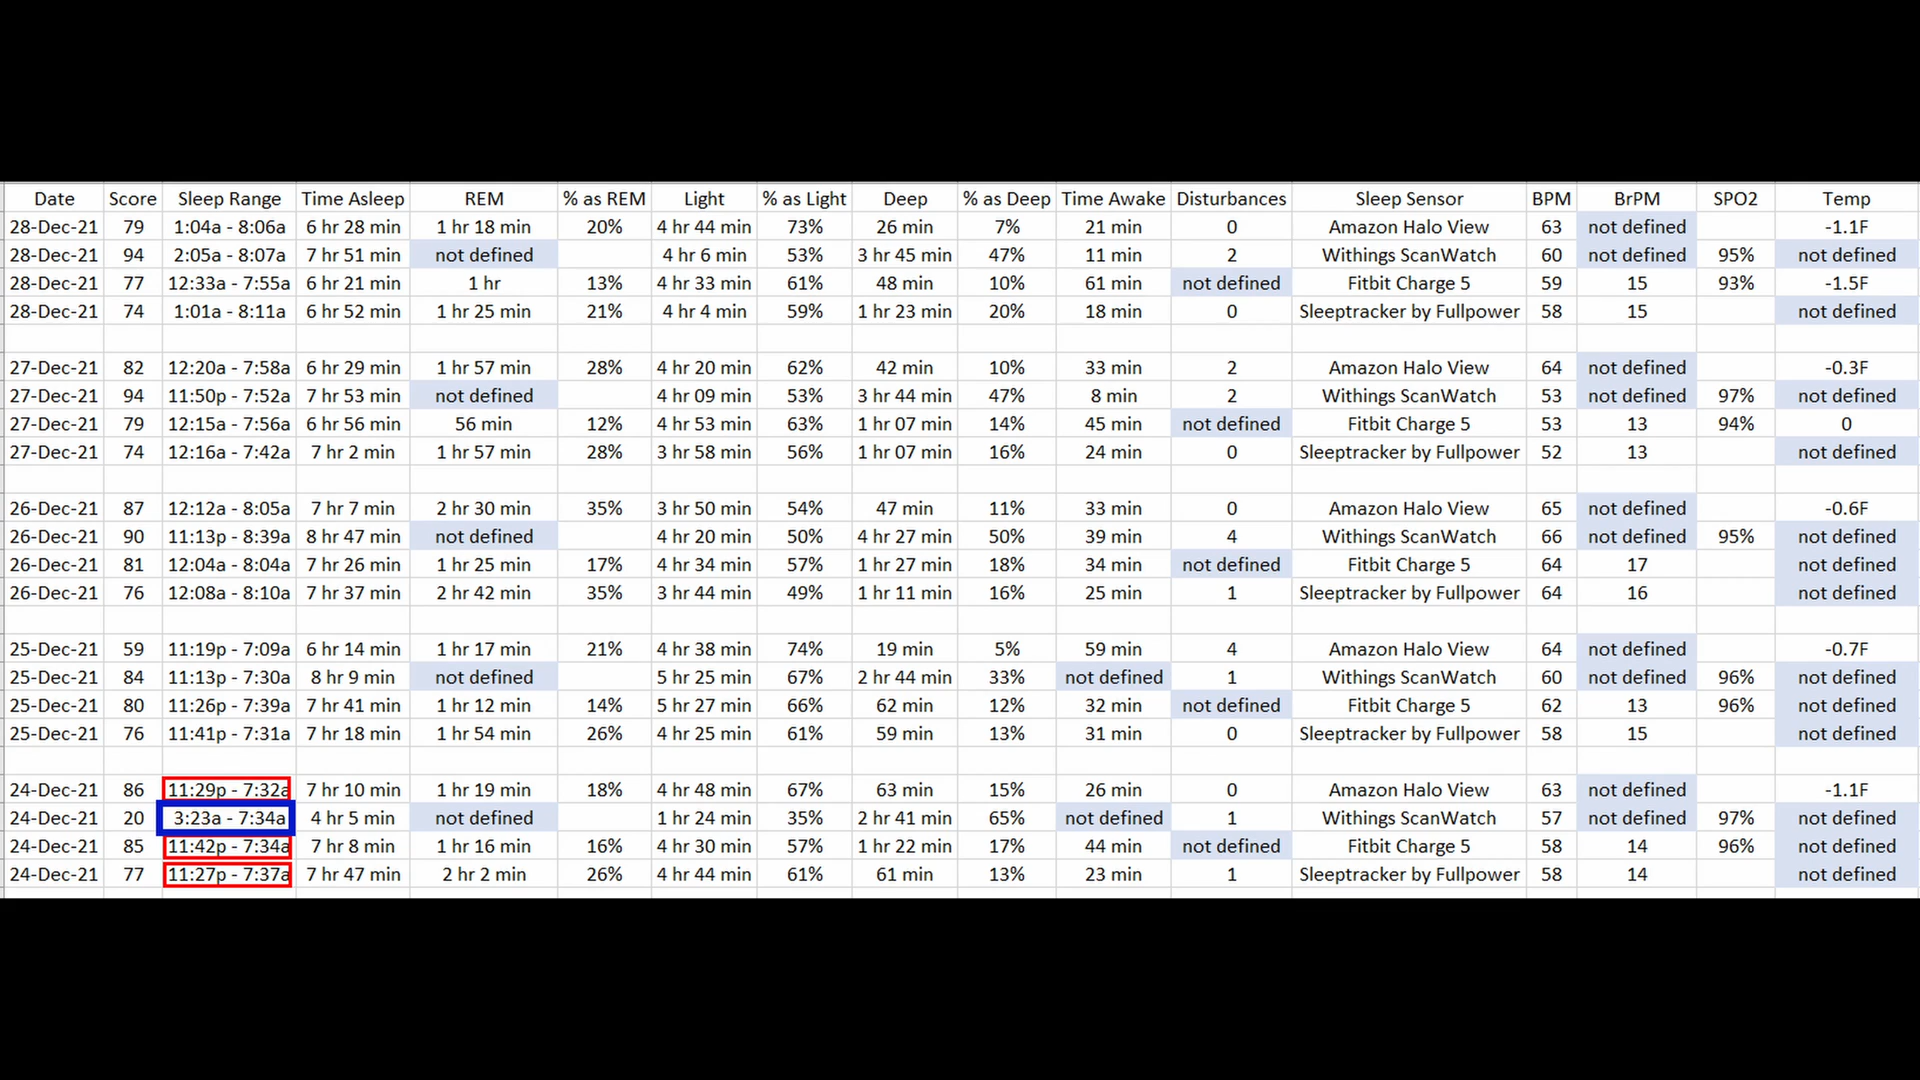 Date Score Sleep Range Time Asleep REM % as REM Light % as Light Deep % as Deep Time Awake Disturbances Sleep Sensor BPM BrPM SPO2 Temp
28-Dec-21 79 1:04a - 8:06a 6 hr 28 min 1 hr 18 min 20% 4 hr 44 min 73% 26 min 7% 21 min 0 Amazon Halo View 63 not defined -1.1F
28-Dec-21 94 2:05a - 8:07a 7 hr 51 min not defined 4 hr 6 min 53% 3 hr 45 min 47% 11 min 2 Withings ScanWatch 60 not defined 95% not defined
28-Dec-21 77 12:33a - 7:55a 6 hr 21 min 1 hr 13% 4 hr 33 min 61% 48 min 10% 61 min not defined Fitbit Charge 5 59 15 93% -1.5F
28-Dec-21 74 1:01a - 8:11a 6 hr 52 min 1 hr 25 min 21% 4 hr 4 min 59% 1 hr 23 min 20% 18 min 0 Sleeptracker by Fullpower 58 15 not defined
27-Dec-21 82 12:20a - 7:58a 6 hr 29 min 1 hr 57 min 28% 4 hr 20 min 62% 42 min 10% 33 min 2 Amazon Halo View 64 not defined -0.3F
27-Dec-21 94 11:50p - 7:52a 7 hr 53 min not defined 4 hr 09 min 53% 3 hr 44 min 47% 8 min 2 Withings ScanWatch 53 not defined 97% not defined
27-Dec-21 79 12:15a - 7:56a 6 hr 56 min 56 min 12% 4 hr 53 min 63% 1 hr 07 min 14% 45 min not defined Fitbit Charge 5 53 13 94% 0
27-Dec-21 74 12:16a - 7:42a 7 hr 2 min 1 hr 57 min 28% 3 hr 58 min 56% 1 hr 07 min 16% 24 min 0 Sleeptracker by Fullpower 52 13 not defined
26-Dec-21 87 12:12a - 8:05a 7 hr 7 min 2 hr 30 min 35% 3 hr 50 min 54% 47 min 11% 33 min 0 Amazon Halo View 65 not defined -0.6F
26-Dec-21 90 11:13p - 8:39a 8 hr 47 min not defined 4 hr 20 min 50% 4 hr 27 min 50% 39 min 4 Withings ScanWatch 66 not defined 95% not defined
26-Dec-21 81 12:04a - 8:04a 7 hr 26 min 1 hr 25 min 17% 4 hr 34 min 57% 1 hr 27 min 18% 34 min not defined Fitbit Charge 5 64 17 not defined
26-Dec-21 76 12:08a - 8:10a 7 hr 37 min 2 hr 42 min 35% 3 hr 44 min 49% 1 hr 11 min 16% 25 min 1 Sleeptracker by Fullpower 64 16 not defined
25-Dec-21 59 11:19p - 7:09a 6 hr 14 min 1 hr 17 min 21% 4 hr 38 min 74% 19 min 5% 59 min 4 Amazon Halo View 64 not defined -0.7F
25-Dec-21 84 11:13p - 7:30a 8 hr 9 min not defined 5 hr 25 min 67% 2 hr 44 min 33% not defined 1 Withings ScanWatch 60 not defined 96% not defined
25-Dec-21 80 11:26p - 7:39a 7 hr 41 min 1 hr 12 min 14% 5 hr 27 min 66% 62 min 12% 32 min not defined Fitbit Charge 5 62 13 96% not defined
25-Dec-21 76 11:41p - 7:31a 7 hr 18 min 1 hr 54 min 26% 4 hr 25 min 61% 59 min 13% 31 min 0 Sleeptracker by Fullpower 58 15 not defined
24-Dec-21 86 11:29p - 7:32a 7 hr 10 min 1 hr 19 min 18% 4 hr 48 min 67% 63 min 15% 26 min 0 Amazon Halo View 63 not defined -1.1F
24-Dec-21 20 3:23a - 7:34a 4 hr 5 min not defined 1 hr 24 min 35% 2 hr 41 min 65% not defined 1 Withings ScanWatch 57 not defined 97% not defined
24-Dec-21 85 11:42p - 7:34a 7 hr 8 min 1 hr 16 min 16% 4 hr 30 min 57% 1 hr 22 min 17% 44 min not defined Fitbit Charge 5 58 14 96% not defined
24-Dec-21 77 11:27p - 7:37a 7 hr 47 min 2 hr 2 min 26% 4 hr 44 min 61% 61 min 13% 23 min 1 Sleeptracker by Fullpower 58 14 not defined